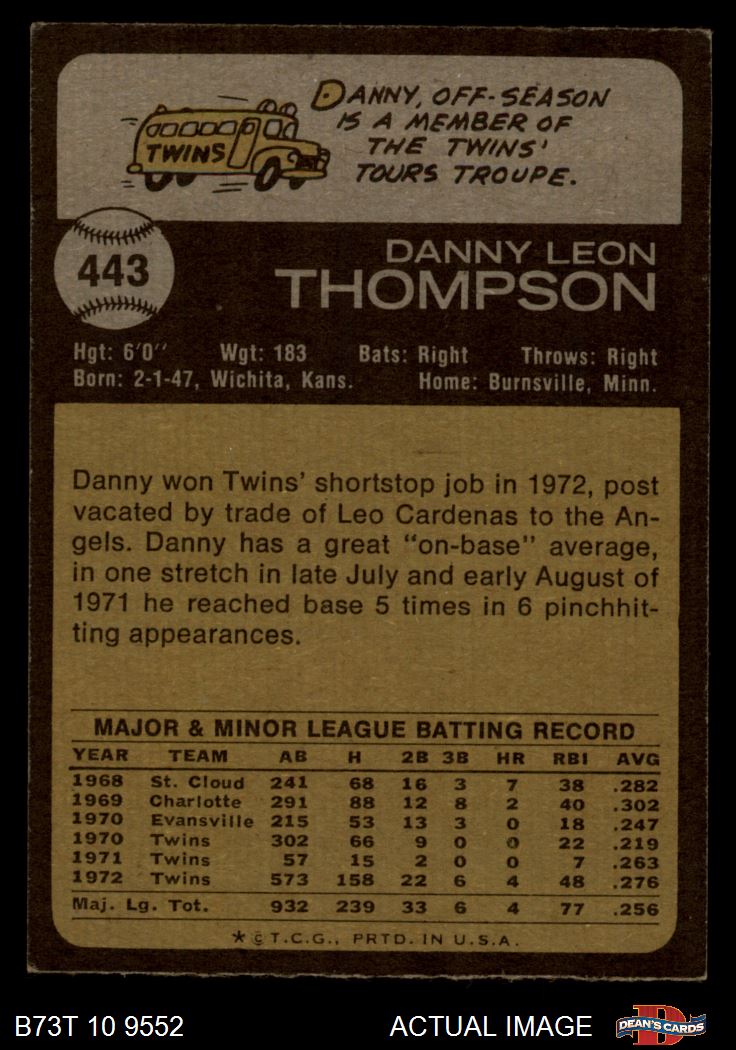 DANNY, OFF-SEASON
IS A MEMBER OF
THE TWINS'
TOURS TROUPE.
TWINS
443
DANNY LEON
THOMPSON
Hgt: 6'0" Wgt: 183 Bats: Right Throws: Right
Born: 2-1-47, Wichita, Kans. Home: Burnsville, Minn.
Danny won Twins' shortstop job in 1972, post
vacated by trade of Leo Cardenas to the An-
gels. Danny has a great "on-base" average,
in one stretch in late July and early August of
1971 he reached base 5 times in 6 pinchhit-
ting appearances.
MAJOR & MINOR LEAGUE BATTING RECORD
YEAR TEAM AB H 2B 3B HR RBI AVG
1968 St. Cloud 241 68 16 3 7 38 .282
1969 Charlotte 291 88 12 8 2 40 .302
1970 Evansville 215 53 13 3 0 18 .247
1970 Twins 302 66 9 0 0 22 .219
1971 Twins 57 15 2 0 0 7 .263
1972 Twins 573 158 22 6 4 48 .276
Maj. Lg. Tot. 932 239 33 6 4 77 .256
* © T.C.G., PRTD. IN U.S.A.
B73T 10 9552 ACTUAL IMAGE
D
DEAN'S CARDS